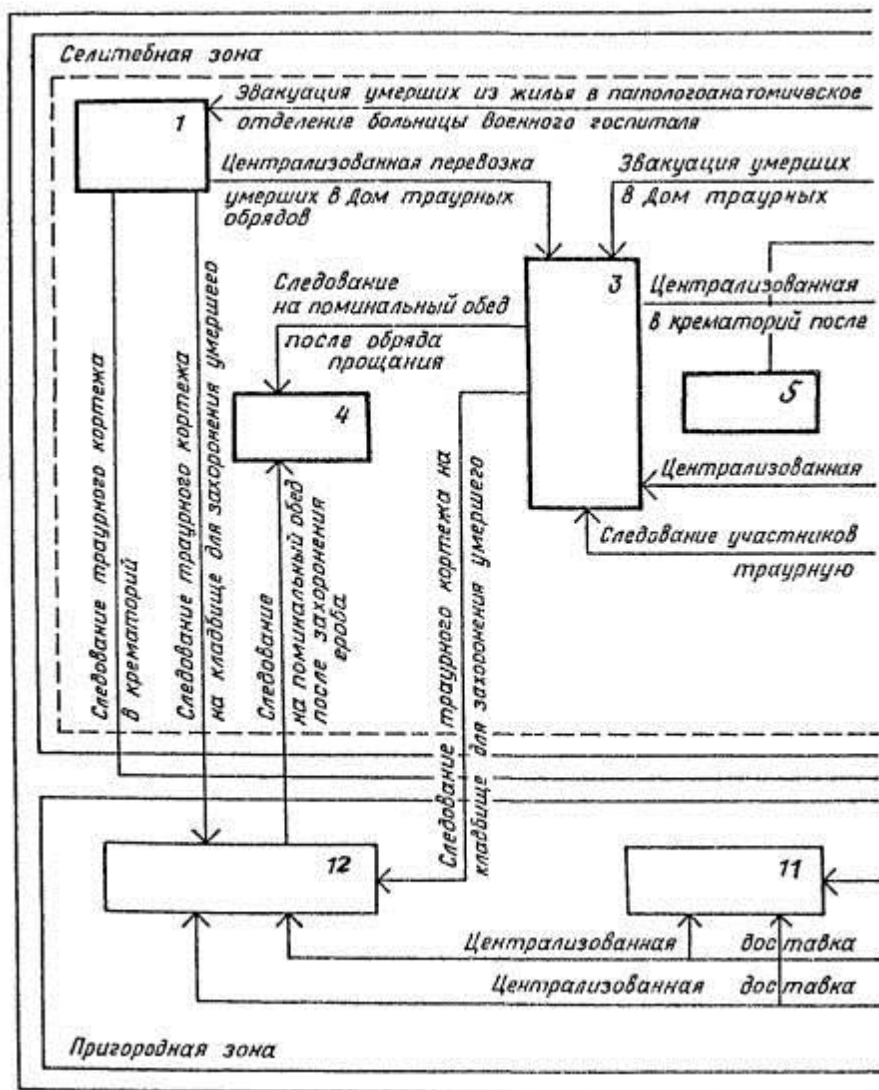 Селитебная зона
Эвакуация умерших из жилья в патологоанатомическое
отделение больницы военного госпиталя
1
Централизованная перевозка
умерших в Дом траурных
обрядов
Эвакуация умерших
в Дом траурных
3
Централизованная
в крематорий после
Следование
на поминальный обед
после обряда
прощания
4
5
Централизованная
Следование участников
траурную
Следование траурного кортежа
в крематорий
Следование траурного кортежа
на кладбище для захоронения умершего
Следование
на поминальный обед
после захоронения
гроба
Следование траурного кортежа на
кладбище для захоронения умершего
12
11
Централизованная доставка
Централизованная доставка
Пригородная зона